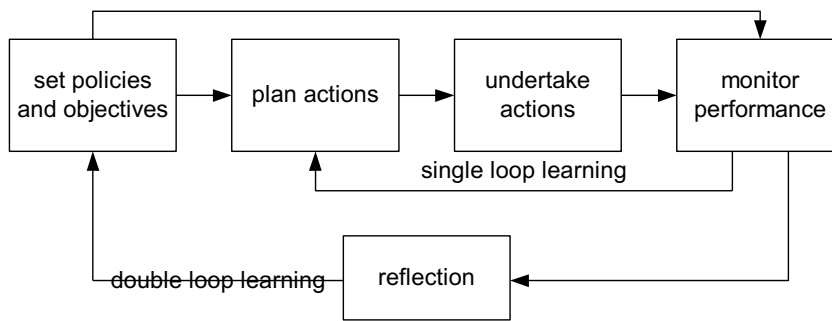 set policies
and objectives
plan actions
undertake
actions
monitor
performance
single loop learning
double loop learning
reflection